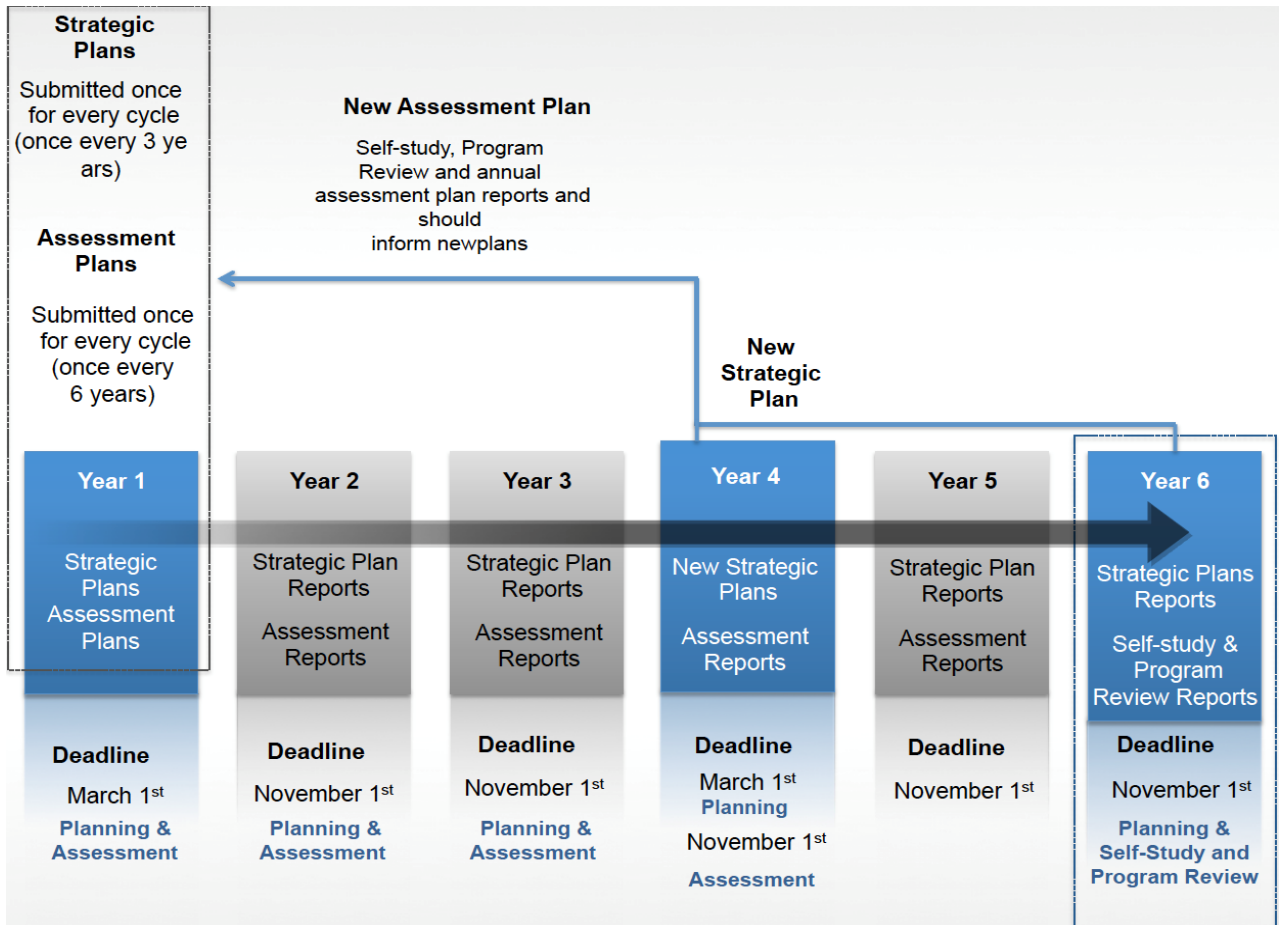 Strategic
Plans
Submitted once
for every cycle
(once every 3 ye
ars)
Assessment
Plans
Submitted once
for every cycle
(once every
6 years)
New Assessment Plan
Self-study, Program
Review and annual
assessment plan reports and
should
inform newplans
New
Strategic
Plan
Year 1
Strategic
Plans
Assessment
Plans
Deadline
March 1st
Planning &
Assessment
Year 2
Strategic Plan
Reports
Assessment
Reports
Deadline
November 1st
Planning &
Assessment
Year 3
Strategic Plan
Reports
Assessment
Reports
Deadline
November 1st
Planning &
Assessment
Year 4
New Strategic
Plans
Assessment
Reports
Deadline
March 1st
Planning
November 1st
Assessment
Year 5
Strategic Plan
Reports
Assessment
Reports
Deadline
November 1st
Year 6
Strategic Plans
Reports
Self-study &
Program
Review Reports
Deadline
November 1st
Planning &
Self-Study and
Program Review